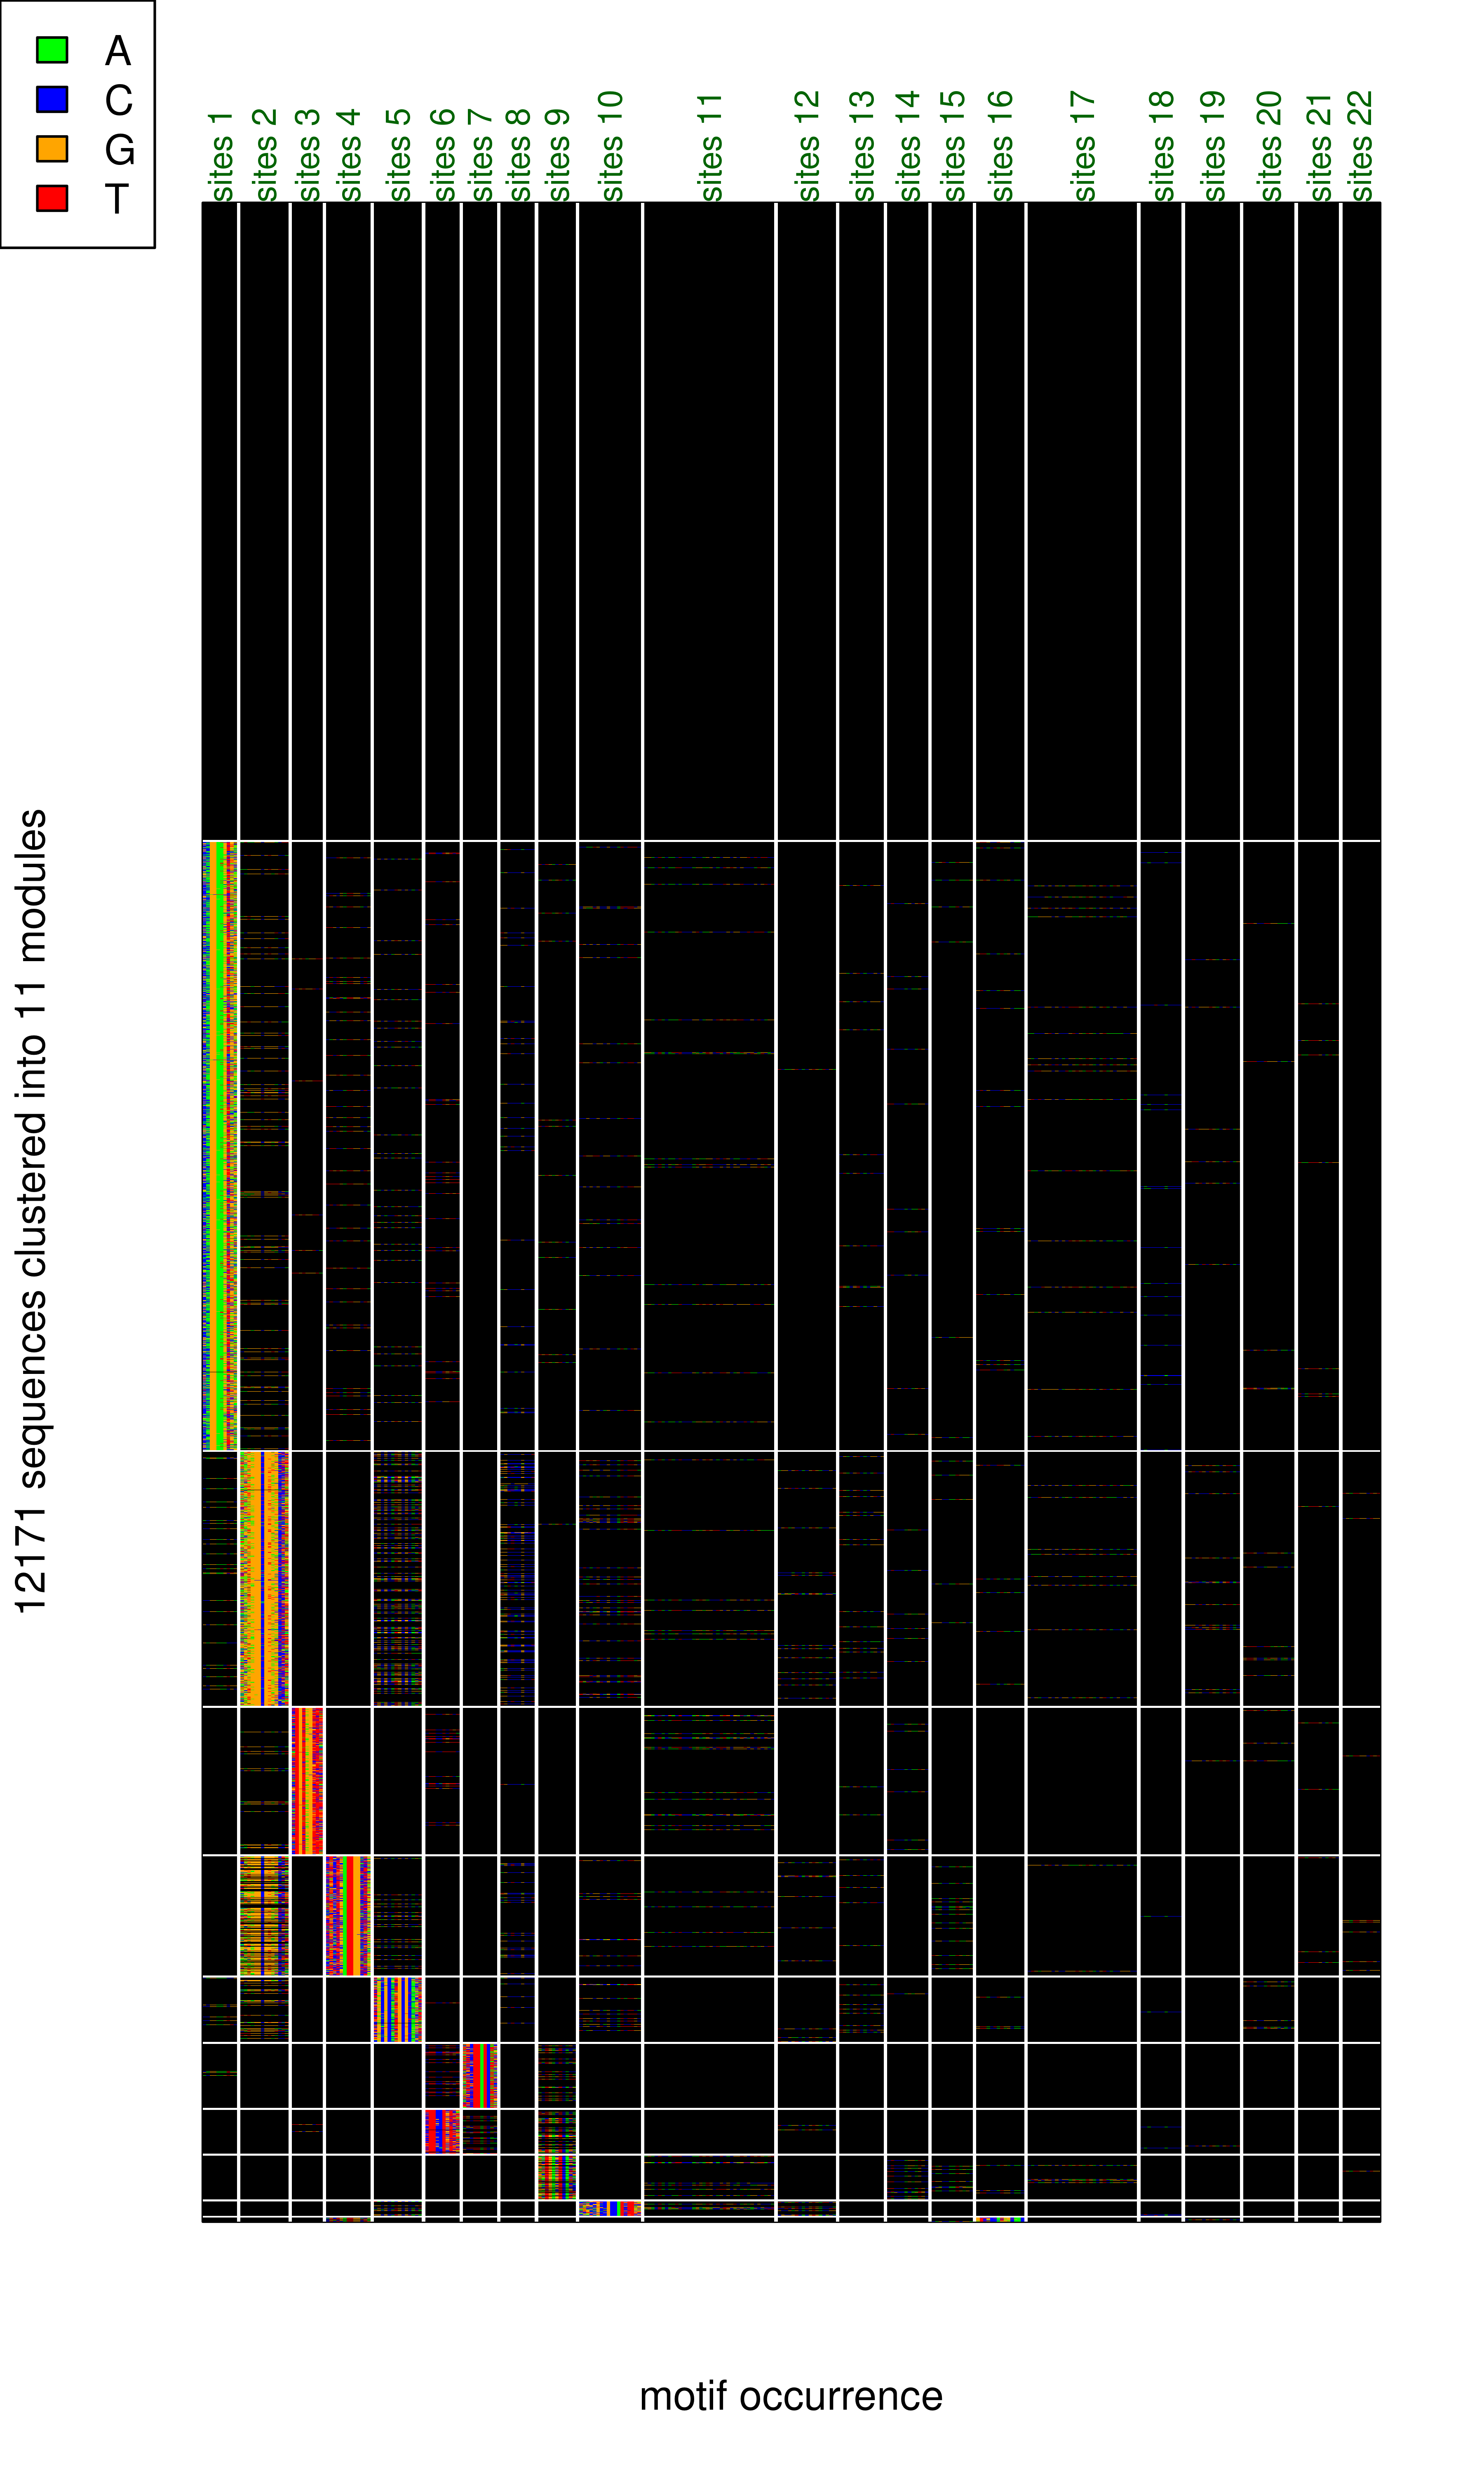 A
C
G
T
sites 1
sites 2
sites 3
sites 4
sites 5
sites 6
sites 7
sites 8
sites 9
sites 10
sites 11
sites 12
sites 13
sites 14
sites 15
sites 16
sites 17
sites 18
sites 19
sites 20
sites 21
sites 22
12171 sequences clustered into 11 modules
motif occurrence